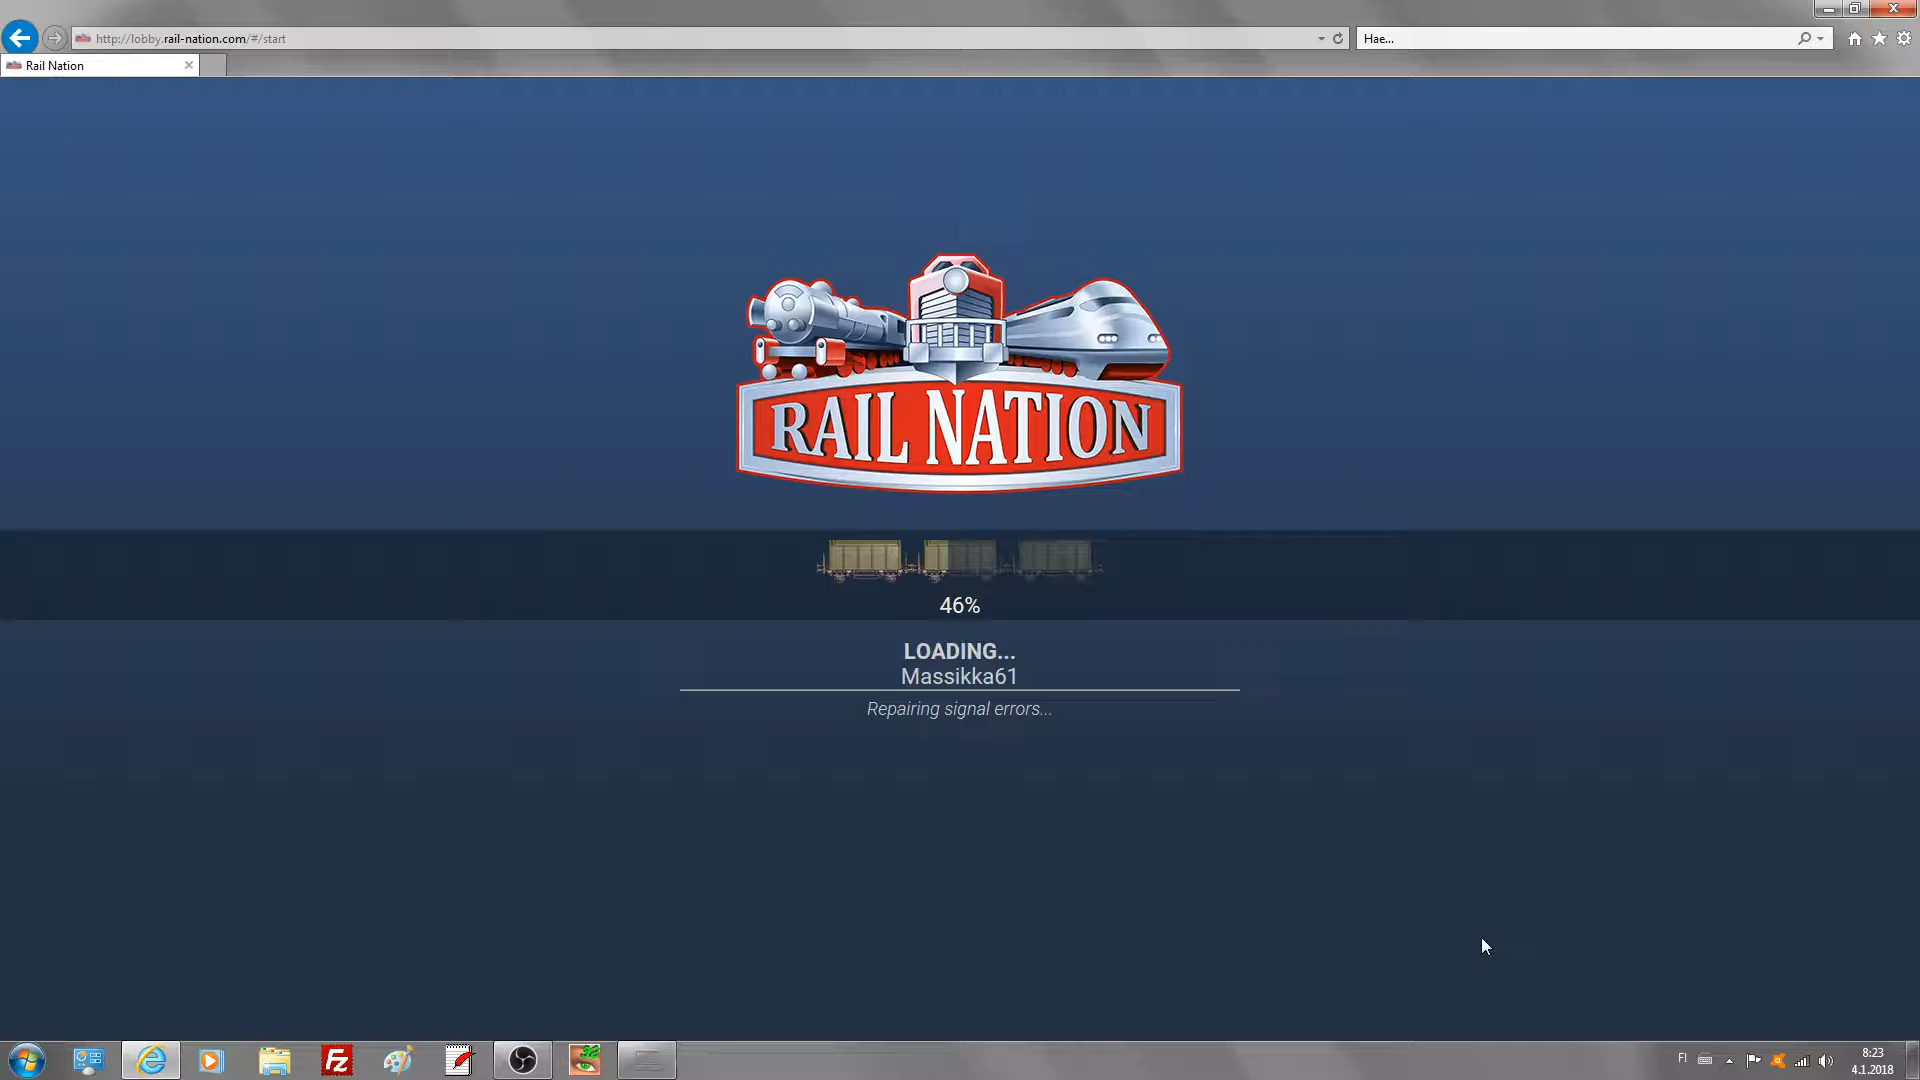 http://lobby.rail-nation.com/#/start
Hae...
Rail Nation
RAIL NATION
46%
LOADING...
Massikka61
Repairing signal errors...
FI
8:23
4.1.2018